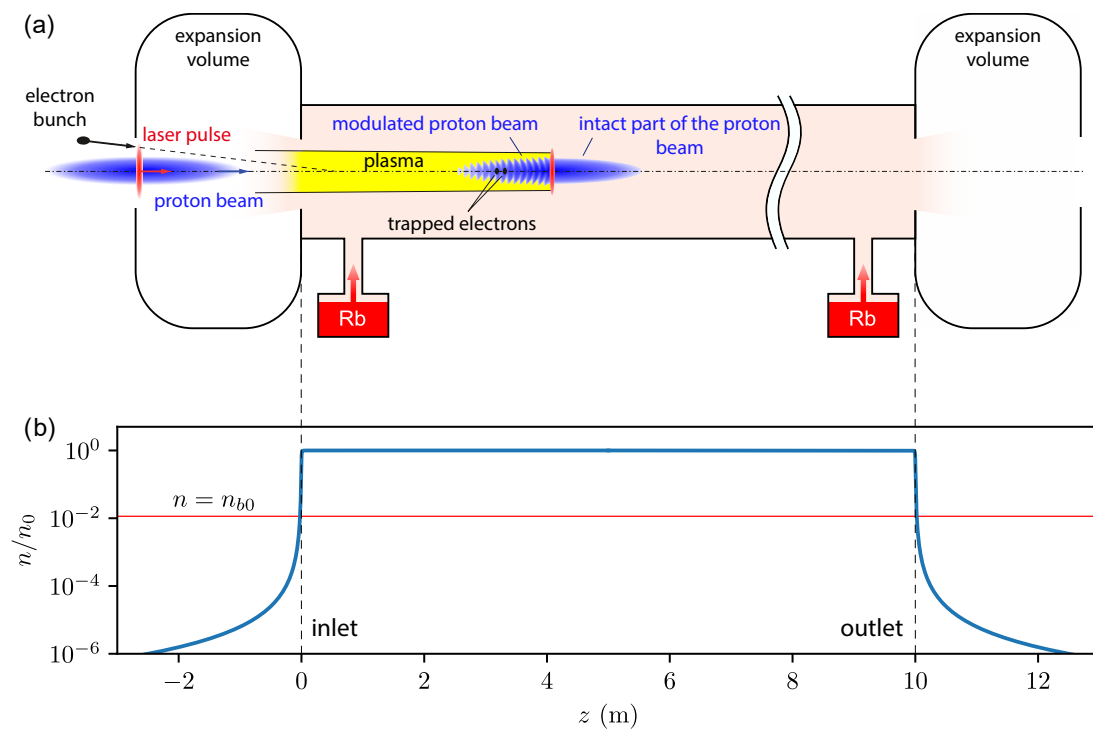 (a)
expansion
volume
expansion
volume
electron
bunch
laser pulse
modulated proton beam
intact part of the proton
beam
plasma
proton beam
trapped electrons
Rb
Rb
(b)
10^0
n = n_{b0}
10^{-2}
n/n_0
10^{-4}
inlet
outlet
10^{-6}
−2
0
2
4
6
8
10
12
z (m)